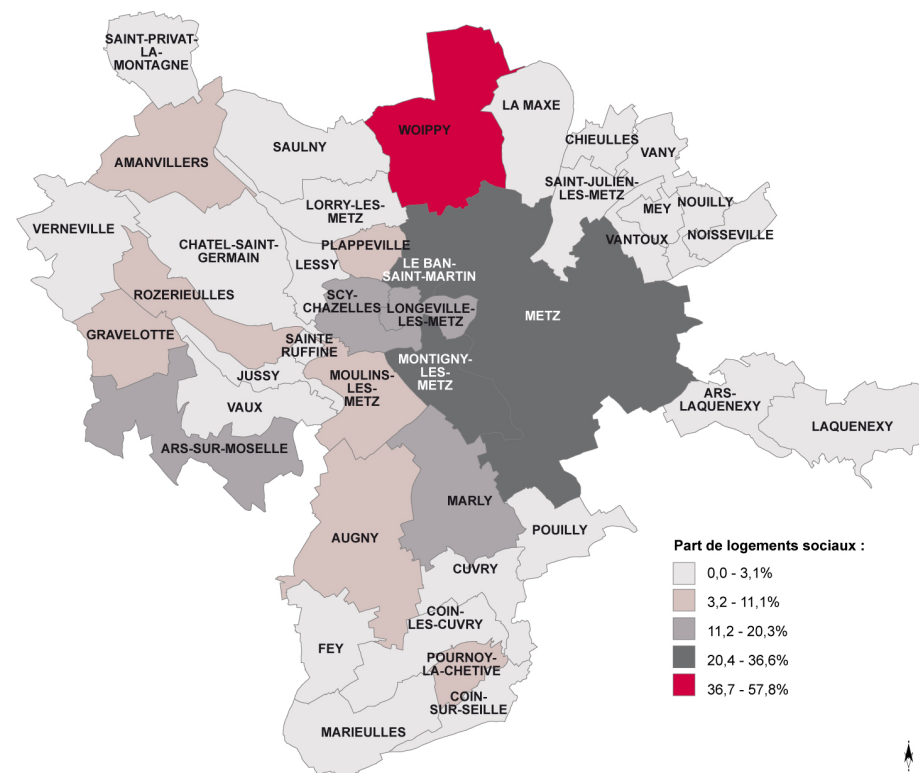 SAINT-PRIVAT-
LA-
MONTAGNE
LA MAXE
WOIPPY
CHIEULLES
SAULNY
VANY
AMANVILLERS
SAINT-JULIEN-
LES-METZ
LORRY-LES-
METZ
MEY
NOUILLY
VERNEVILLE
NOISSEVILLE
VANTOUX
CHATEL-SAINT-
GERMAIN
PLAPPEVILLE
LESSY
LE BAN-
SAINT-MARTIN
ROZERIEULLES
SCY-
CHAZELLES
LONGEVILLE-
LES-METZ
METZ
GRAVELOTTE
SAINTE
RUFFINE
MONTIGNY-
LES-
METZ
JUSSY
MOULINS-
LES-
METZ
VAUX
ARS-
LAQUENEXY
LAQUENEXY
ARS-SUR-MOSELLE
MARLY
AUGNY
POUILLY
CUVRY
COIN-
LES-CUVRY
FEY
POURNOY-
LA-CHETIVE
COIN-
SUR-SEILLE
MARIEULLES
Part de logements sociaux :
0,0 - 3,1%
3,2 - 11,1%
11,2 - 20,3%
20,4 - 36,6%
36,7 - 57,8%